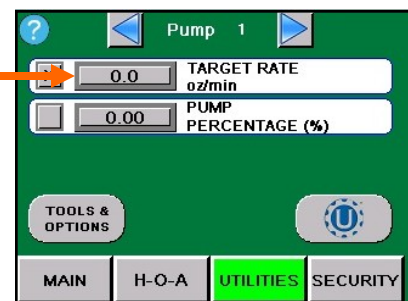 ?
Pump 1
0.0
TARGET RATE
oz/min
0.00
PUMP
PERCENTAGE (%)
TOOLS &
OPTIONS
U
MAIN
H-O-A
UTILITIES
SECURITY